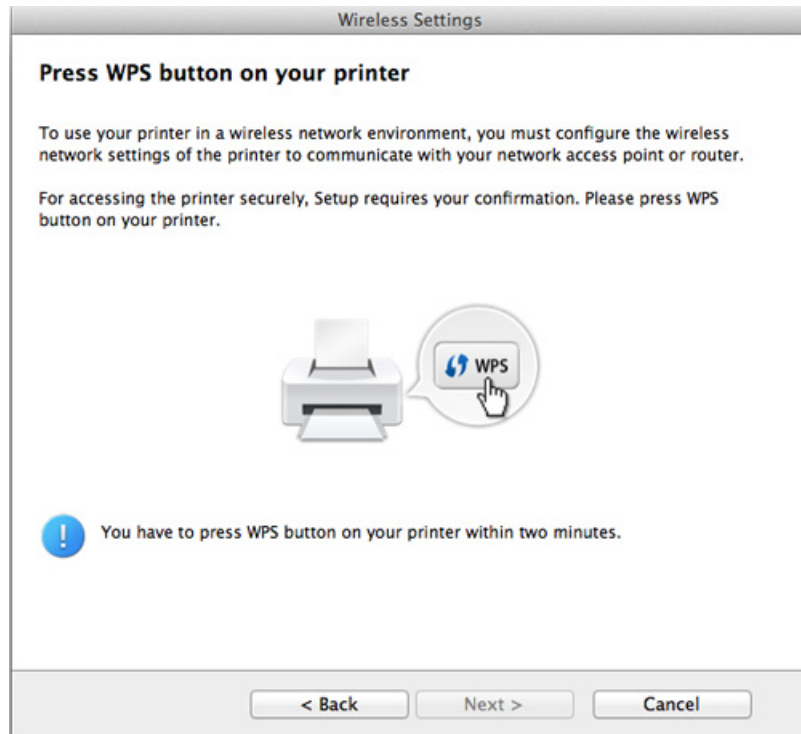 Wireless Settings
Press WPS button on your printer
To use your printer in a wireless network environment, you must configure the wireless
network settings of the printer to communicate with your network access point or router.
For accessing the printer securely, Setup requires your confirmation. Please press WPS
button on your printer.
WPS
You have to press WPS button on your printer within two minutes.
< Back
Next >
Cancel